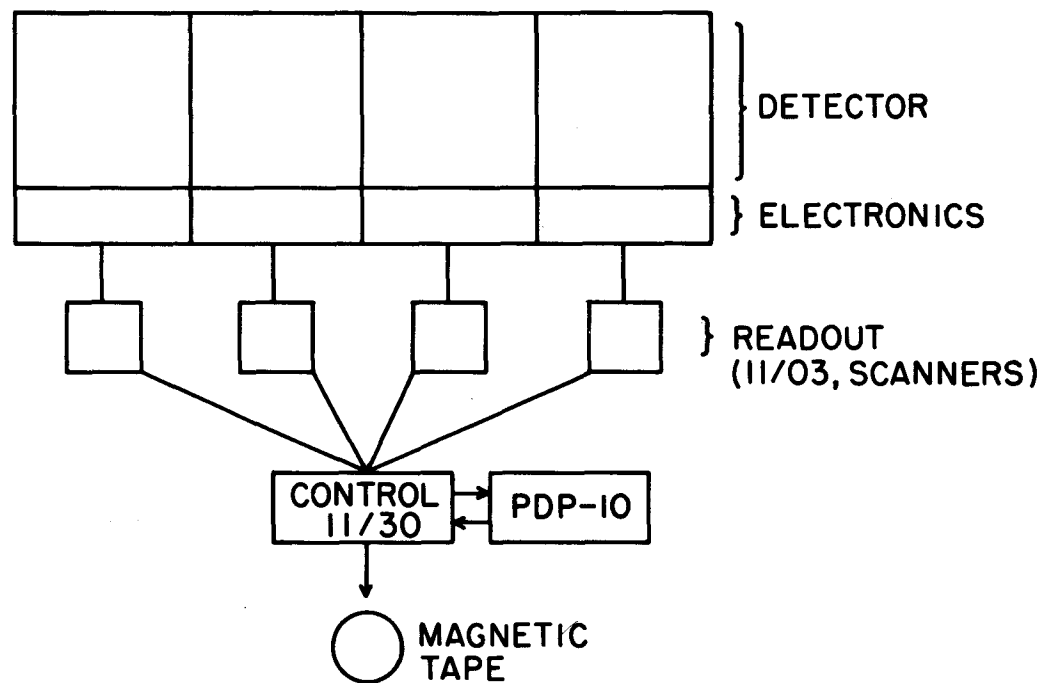 DETECTOR
ELECTRONICS
READOUT
(11/03, SCANNERS)
CONTROL
11/30
PDP-10
MAGNETIC
TAPE